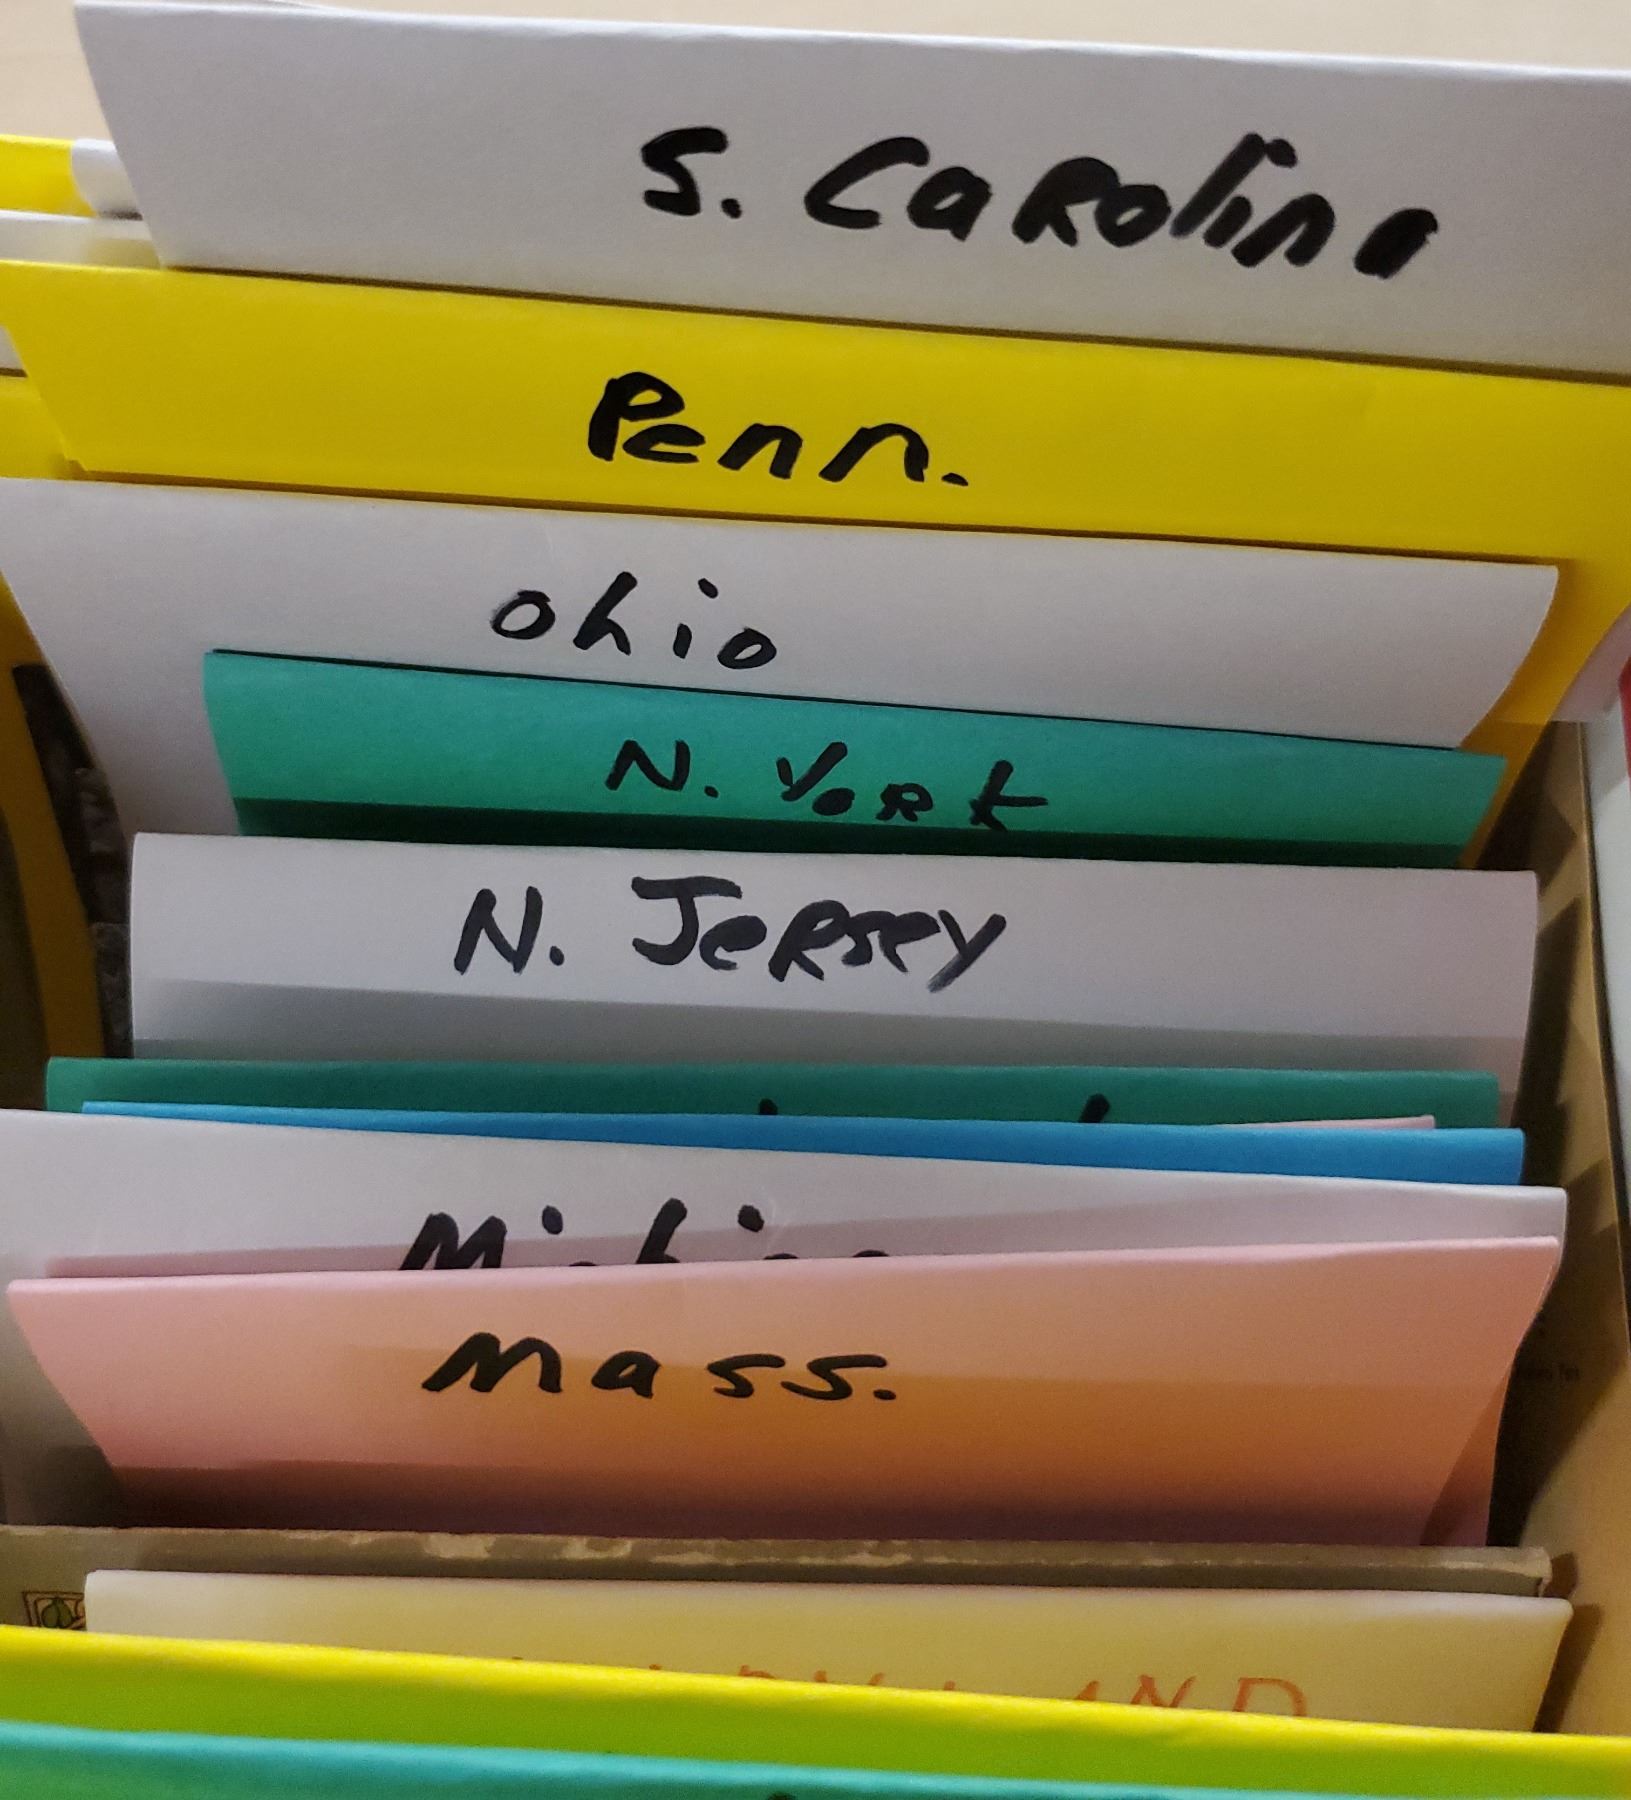 S. Carolina
Penn.
ohio
N. York
N. Jersey
Mass.